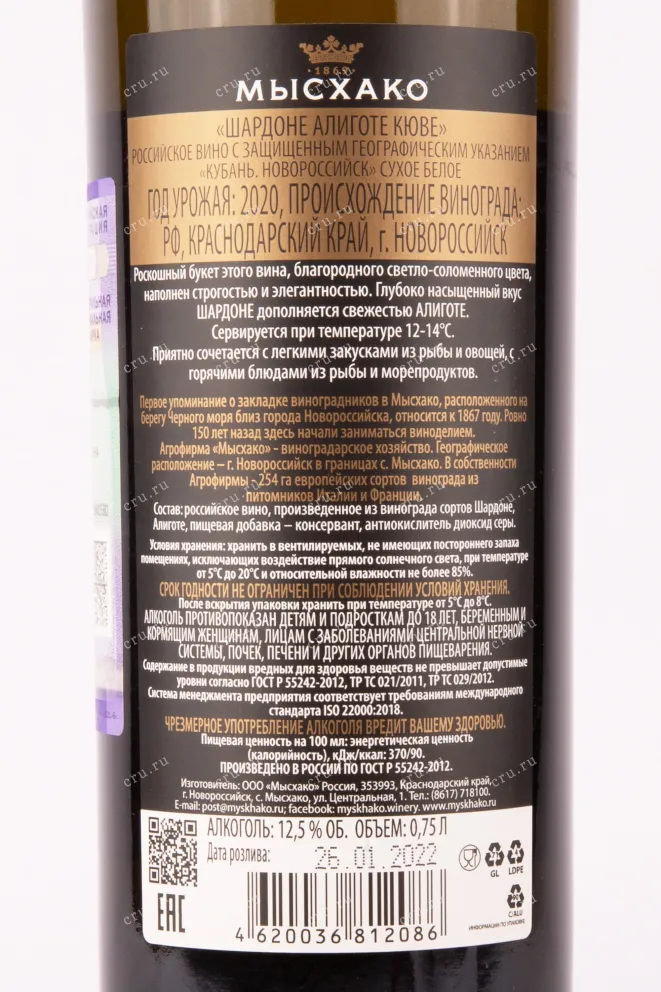 1869
МЫСХАКО
«ШАРДОНЕ АЛИГОТЕ КЮВЕ»
РОССИЙСКОЕ ВИНО С ЗАЩИЩЕННЫМ ГЕОГРАФИЧЕСКИМ УКАЗАНИЕМ
«КУБАНЬ. НОВОРОССИЙСК» СУХОЕ БЕЛОЕ
ГОД УРОЖАЯ: 2020, ПРОИСХОЖДЕНИЕ ВИНОГРАДА:
РФ, КРАСНОДАРСКИЙ КРАЙ, г. НОВОРОССИЙСК
Роскошный букет этого вина, благородного светло-соломенного цвета,
наполнен строгостью и элегантностью. Глубоко насыщенный вкус
ШАРДОНЕ дополняется свежестью АЛИГОТЕ.
Сервируется при температуре 12-14°С.
Приятно сочетается с легкими закусками из рыбы и овощей, с
горячими блюдами из рыбы и морепродуктов.
Первое упоминание о закладке виноградников в Мысхако, расположенного на
берегу Черного моря близ города Новороссийска, относится к 1867 году. Ровно
150 лет назад здесь начали заниматься виноделием.
Агрофирма «Мысхако» - виноградарское хозяйство. Географическое
расположение – г. Новороссийск в границах с. Мысхако. В собственности
Агрофирмы - 254 га европейских сортов винограда из
питомников Италии и Франции.
Состав: российское вино, произведенное из винограда сортов Шардоне,
Алиготе, пищевая добавка – консервант, антиокислитель диоксид серы.
Условия хранения: хранить в вентилируемых, не имеющих постороннего запаха
помещениях, исключающих воздействие прямого солнечного света, при температуре
от 5°С до 20°С и относительной влажности не более 85%.
СРОК ГОДНОСТИ НЕ ОГРАНИЧЕН ПРИ СОБЛЮДЕНИИ УСЛОВИЙ ХРАНЕНИЯ.
После вскрытия упаковки хранить при температуре от 5°С до 8°С.
АЛКОГОЛЬ ПРОТИВОПОКАЗАН ДЕТЯМ И ПОДРОСТКАМ ДО 18 ЛЕТ, БЕРЕМЕННЫМ И
КОРМЯЩИМ ЖЕНЩИНАМ, ЛИЦАМ С ЗАБОЛЕВАНИЯМИ ЦЕНТРАЛЬНОЙ НЕРВНОЙ
СИСТЕМЫ, ПОЧЕК, ПЕЧЕНИ И ДРУГИХ ОРГАНОВ ПИЩЕВАРЕНИЯ.
Содержание в продукции вредных для здоровья веществ не превышает допустимые
уровни согласно ГОСТ Р 55242-2012, ТР ТС 021/2011, ТР ТС 029/2012.
Система менеджмента предприятия соответствует требованиям международного
стандарта ISO 22000:2018.
ЧРЕЗМЕРНОЕ УПОТРЕБЛЕНИЕ АЛКОГОЛЯ ВРЕДИТ ВАШЕМУ ЗДОРОВЬЮ.
Пищевая ценность на 100 мл: энергетическая ценность
(калорийность), кДж/ккал: 370/90.
ПРОИЗВЕДЕНО В РОССИИ ПО ГОСТ Р 55242-2012.
Изготовитель: ООО «Мысхако» Россия, 353993, Краснодарский край,
г. Новороссийск, с. Мысхако, ул. Центральная, 1. Тел.: (8617) 718100.
E-mail: post@myskhako.ru; facebook: myskhako.winery. www.myskhako.ru
АЛКОГОЛЬ: 12,5 % ОБ. ОБЪЕМ: 0,75 Л
Дата розлива: 26.01.2022
GL LDPE
C/ALU
ИНФОРМАЦИЯ ПО УПАКОВКЕ
EAC
4 620036 812086
cru.ru